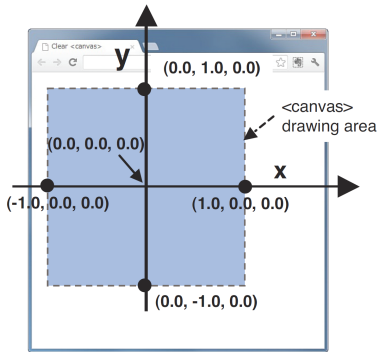 Clear <canvas>
y
(0.0, 1.0, 0.0)
<canvas>
drawing area
(0.0, 0.0, 0.0)
x
(-1.0, 0.0, 0.0)
(1.0, 0.0, 0.0)
(0.0, -1.0, 0.0)